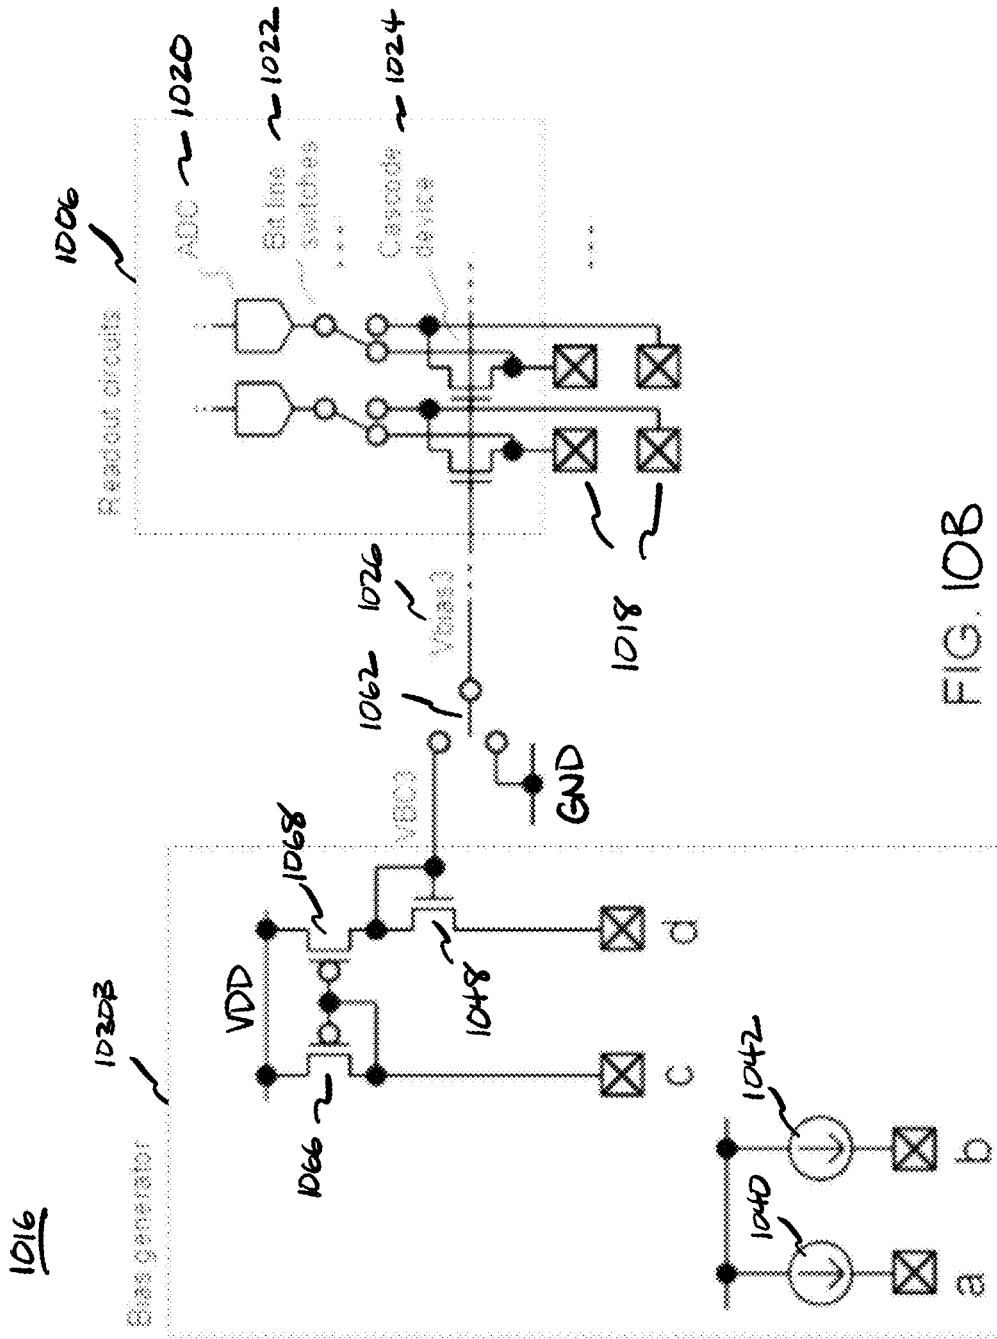 1016
Bias generator
1030B
VDD
1066
1068
1048
VBC3
c
d
1040
1042
a
b
GND
1062
Vbias3
1026
Readout circuits
1006
ADC
1020
Bit line
switches
1022
...
Cascode
device
1024
...
1018
FIG. 10B